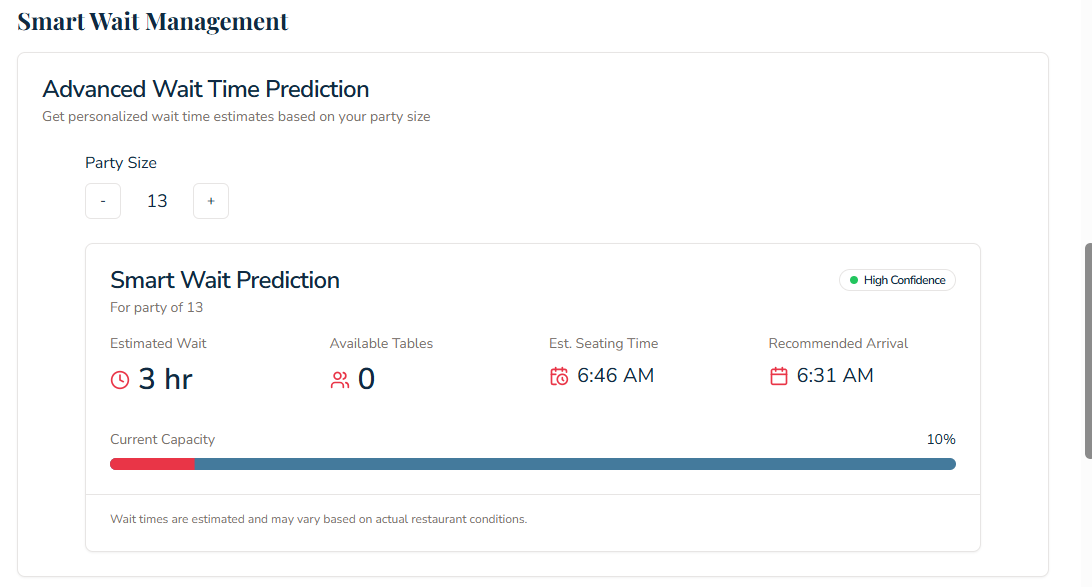 Smart Wait Management
Advanced Wait Time Prediction
Get personalized wait time estimates based on your party size
Party Size
- 13 +
Smart Wait Prediction
High Confidence
For party of 13
Estimated Wait Available Tables Est. Seating Time Recommended Arrival
3 hr 0 6:46 AM 6:31 AM
Current Capacity 10%
Wait times are estimated and may vary based on actual restaurant conditions.